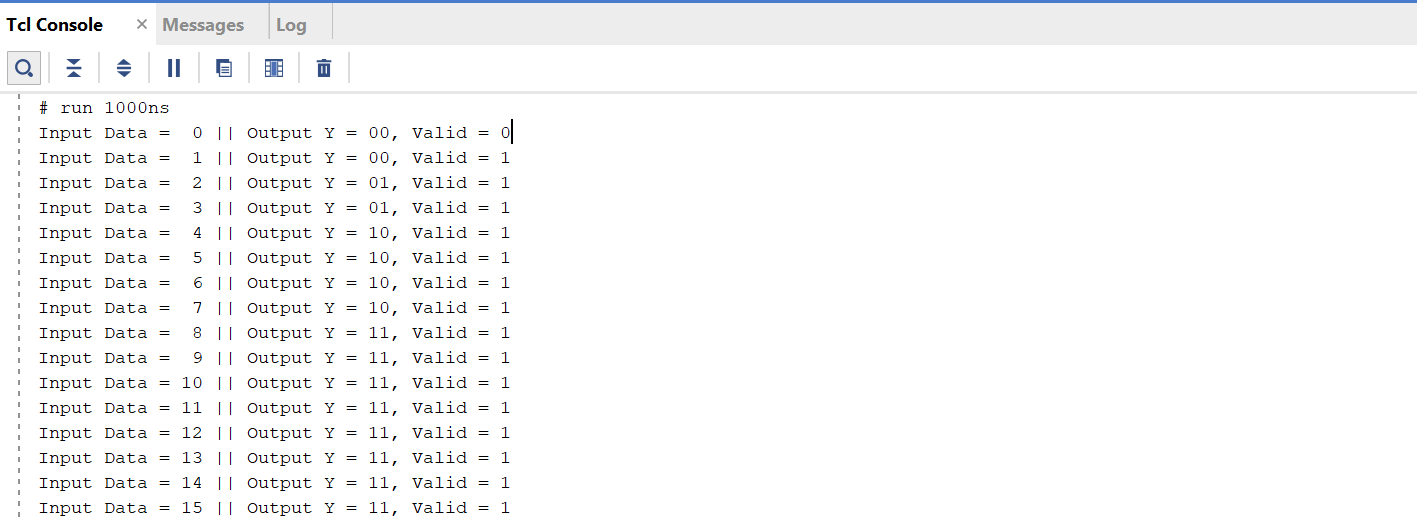 Tcl Console × Messages Log
# run 1000ns
Input Data =  0 || Output Y = 00, Valid = 0
Input Data =  1 || Output Y = 00, Valid = 1
Input Data =  2 || Output Y = 01, Valid = 1
Input Data =  3 || Output Y = 01, Valid = 1
Input Data =  4 || Output Y = 10, Valid = 1
Input Data =  5 || Output Y = 10, Valid = 1
Input Data =  6 || Output Y = 10, Valid = 1
Input Data =  7 || Output Y = 10, Valid = 1
Input Data =  8 || Output Y = 11, Valid = 1
Input Data =  9 || Output Y = 11, Valid = 1
Input Data = 10 || Output Y = 11, Valid = 1
Input Data = 11 || Output Y = 11, Valid = 1
Input Data = 12 || Output Y = 11, Valid = 1
Input Data = 13 || Output Y = 11, Valid = 1
Input Data = 14 || Output Y = 11, Valid = 1
Input Data = 15 || Output Y = 11, Valid = 1